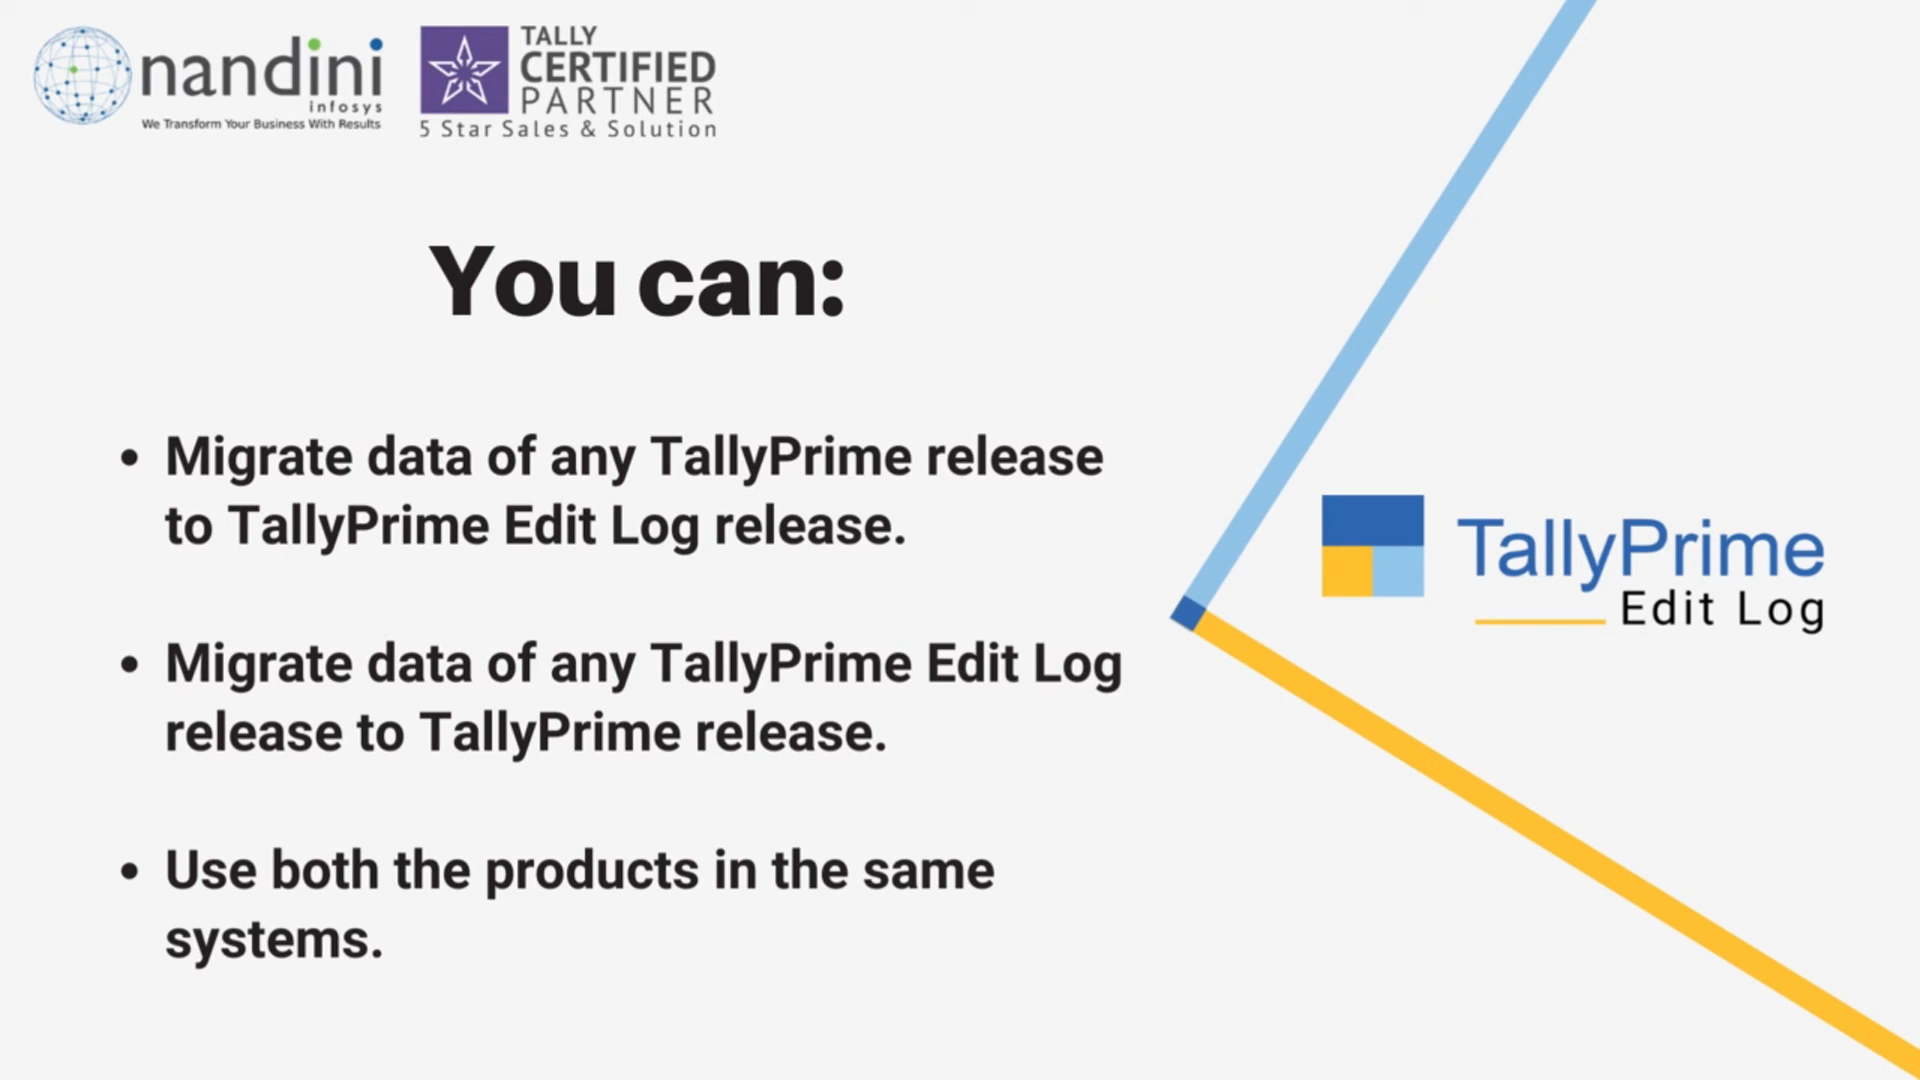 nandini
infosys
We Transform Your Business With Results
TALLY
CERTIFIED
PARTNER
5 Star Sales & Solution
You can:
• Migrate data of any TallyPrime release
to TallyPrime Edit Log release.
• Migrate data of any TallyPrime Edit Log
release to TallyPrime release.
• Use both the products in the same
systems.
TallyPrime
Edit Log